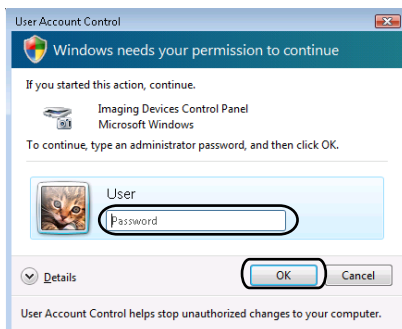 User Account Control
Windows needs your permission to continue
If you started this action, continue.
Imaging Devices Control Panel
Microsoft Windows
To continue, type an administrator password, and then click OK.
User
Password
Details
OK
Cancel
User Account Control helps stop unauthorized changes to your computer.